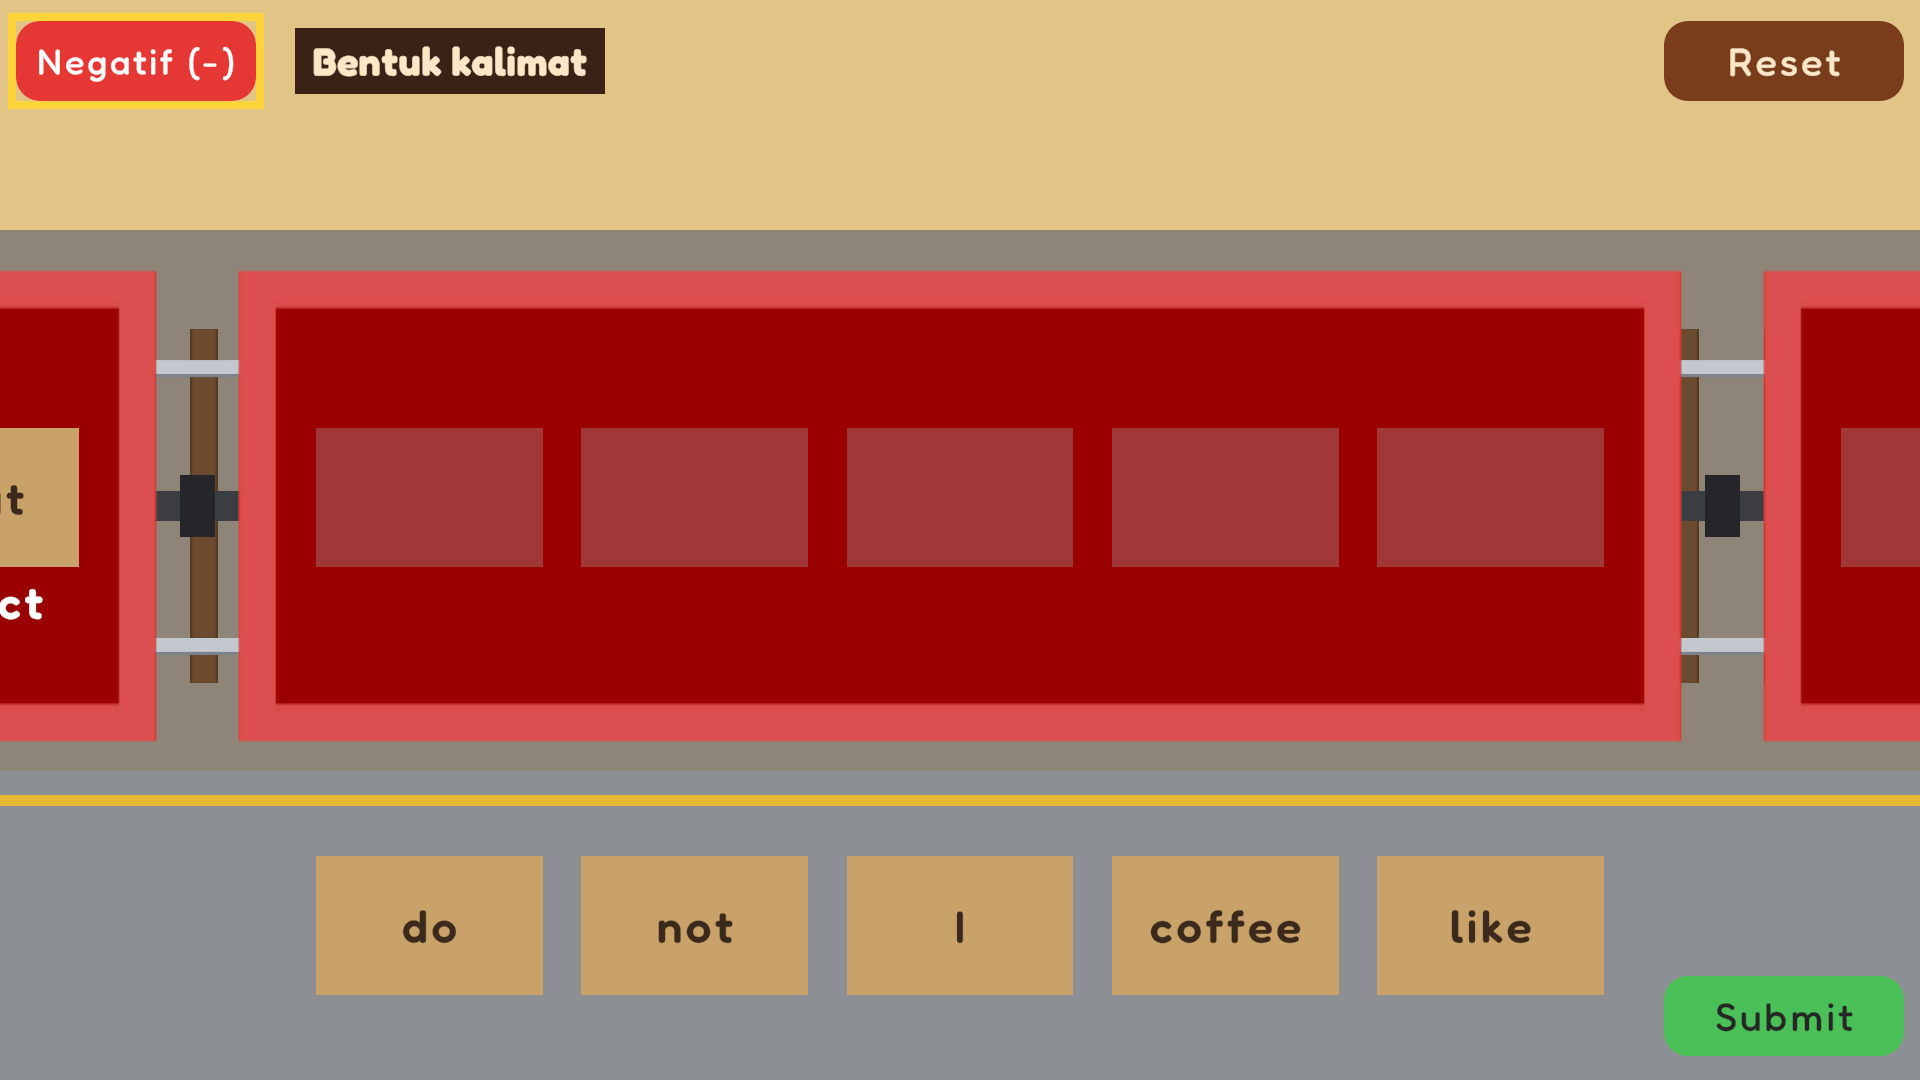 Negatif (-)
Bentuk kalimat
Reset
do
not
I
coffee
like
Submit